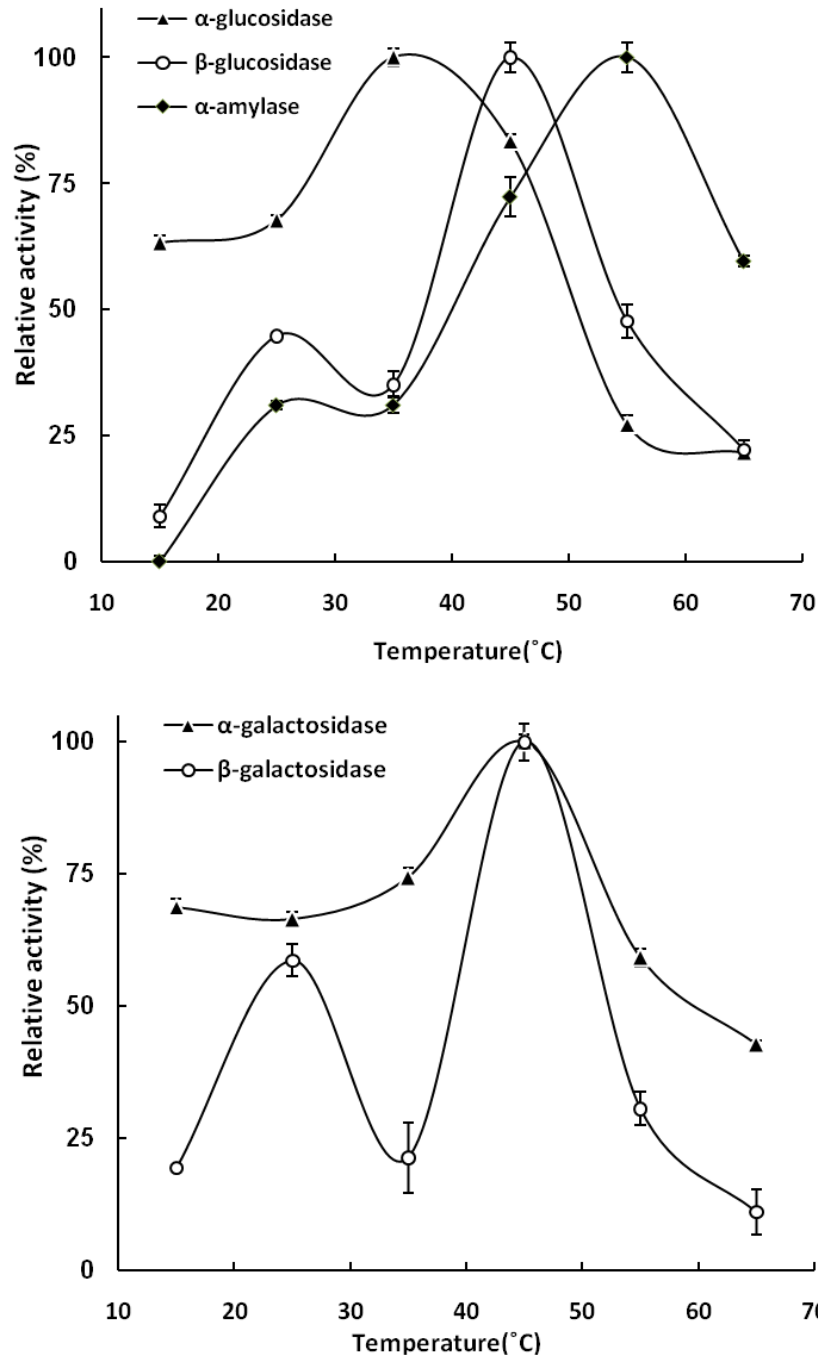 α-glucosidase
β-glucosidase
α-amylase
100
75
50
25
0
Relative activity (%)
10 20 30 40 50 60 70
Temperature(˚C)
α-galactosidase
β-galactosidase
100
75
50
25
0
Relative activity (%)
10 20 30 40 50 60 70
Temperature(˚C)